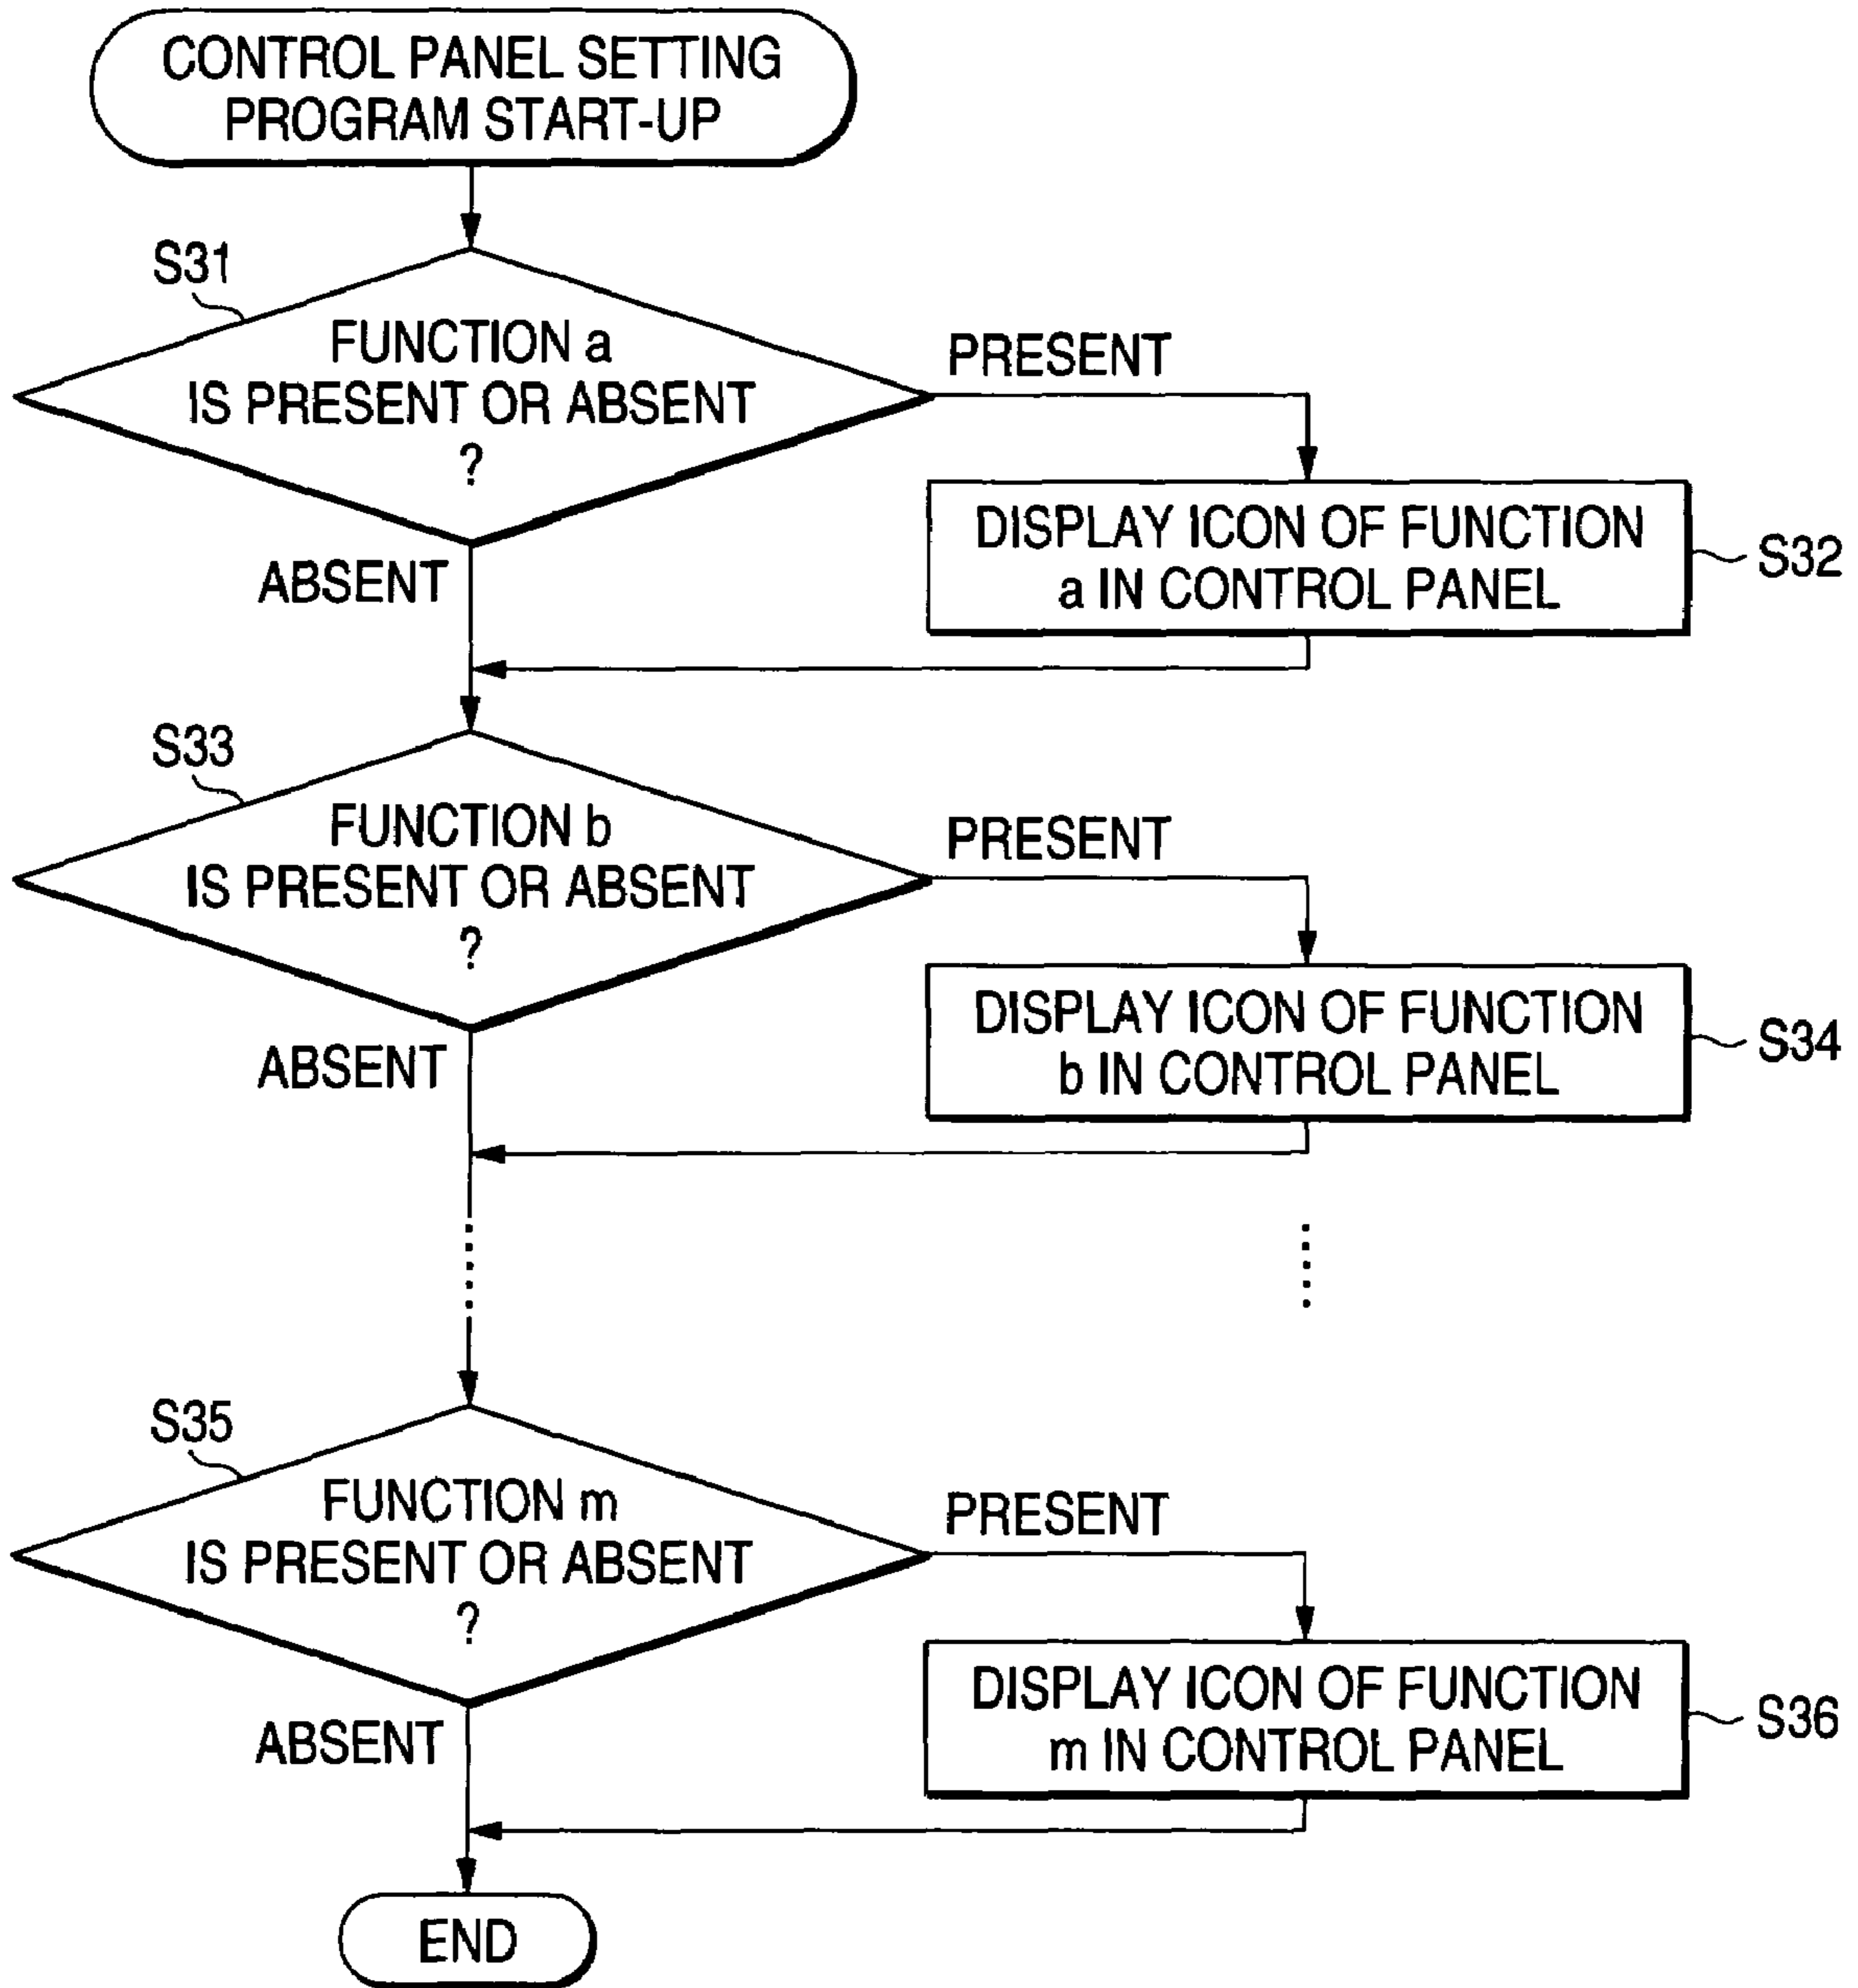 CONTROL PANEL SETTING
PROGRAM START-UP
S31
FUNCTION a
IS PRESENT OR ABSENT
?
PRESENT
ABSENT
DISPLAY ICON OF FUNCTION
a IN CONTROL PANEL
S32
S33
FUNCTION b
IS PRESENT OR ABSENT
?
PRESENT
ABSENT
DISPLAY ICON OF FUNCTION
b IN CONTROL PANEL
S34
S35
FUNCTION m
IS PRESENT OR ABSENT
?
PRESENT
ABSENT
DISPLAY ICON OF FUNCTION
m IN CONTROL PANEL
S36
END